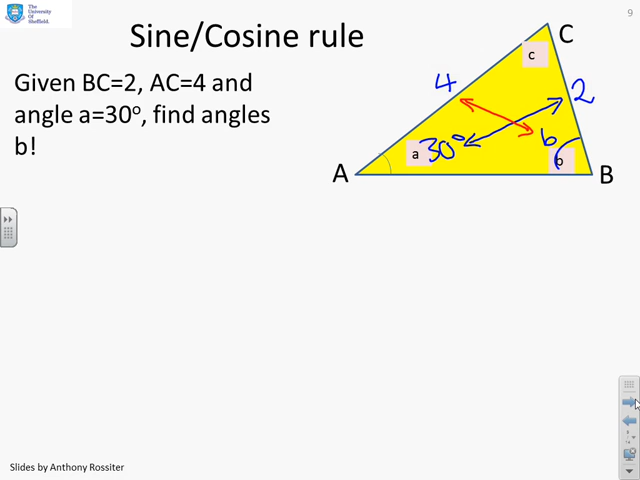 The
University
Of
Sheffield.
9
Sine/Cosine rule
Given BC=2, AC=4 and
angle a=30º, find angles
b!
C
c
4
2
a 30°
b
b
A
B
Slides by Anthony Rossiter